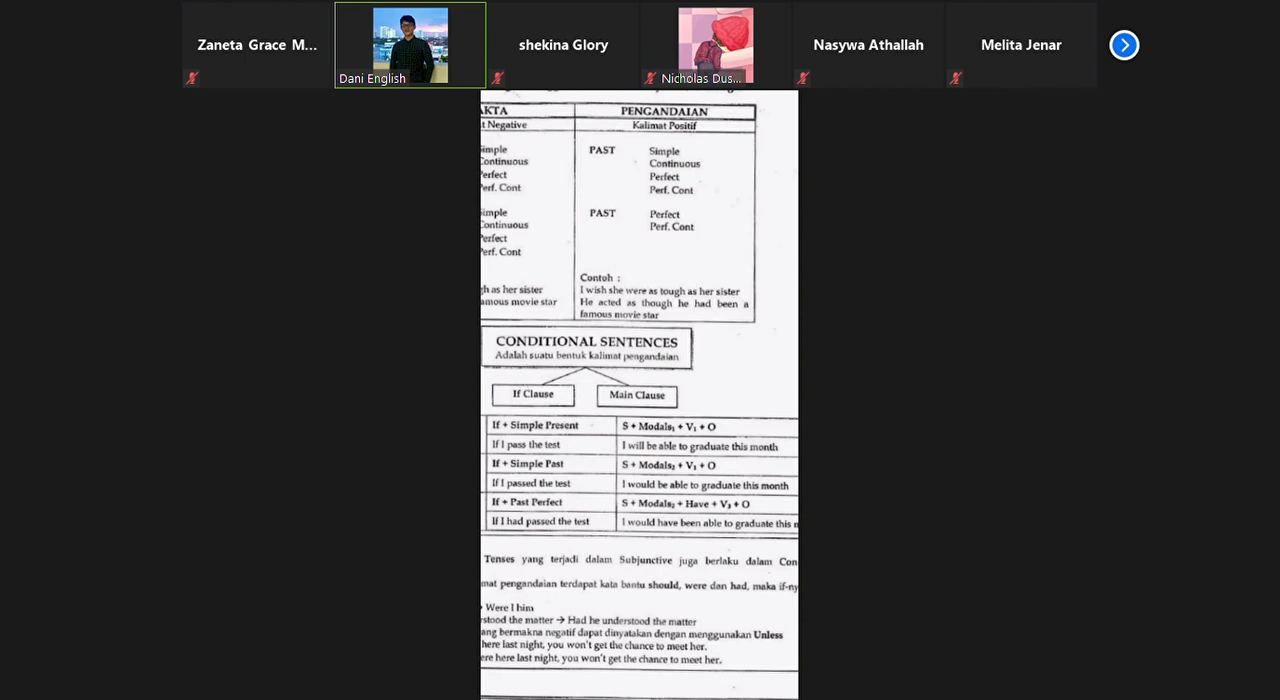 Zaneta Grace M...
Dani English
shekina Glory
Nicholas Dus...
Nasywa Athallah
Melita Jenar
PENGANDAIAN
t Negative
Kalimat Positif
PAST
Simple
Continuous
Continuous
Perfect
Perf. Cont
Perf. Cont
PAST
Perfect
Continuous
Perf. Cont
Perf. Cont
Contoh :
gh as her sister
I wish she were as tough as her sister
amous movie star
He acted as though he had been a
famous movie star
CONDITIONAL SENTENCES
Adalah suatu bentuk kalimat pengandaian
If Clause
Main Clause
If + Simple Present
S + Modals₁ + V₁ + O
If I pass the test
I will be able to graduate this month
If + Simple Past
S + Modals₂ + V₁ + O
If I passed the test
I would be able to graduate this month
If + Past Perfect
S + Modals₂ + Have + V₃ + O
If I had passed the test
I would have been able to graduate this
Tenses yang terjadi dalam Subjunctive juga berlaku dalam Con
mat pengandaian terdapat kata bantu should, were dan had, maka if-ny
Were I him
rstood the matter → Had he understood the matter
ang bermakna negatif dapat dinyatakan dengan menggunakan Unless
here last night, you won't get the chance to meet her.
ere here last night, you won't get the chance to meet her.